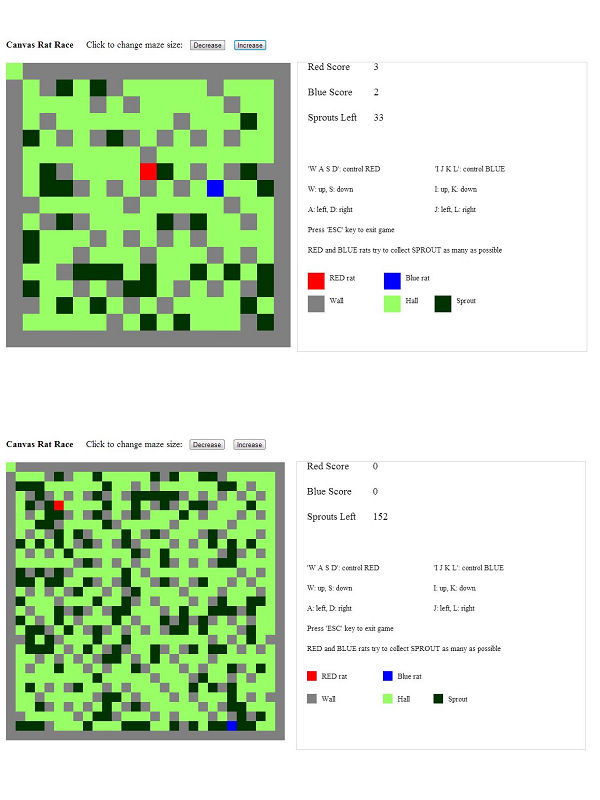 Canvas Rat Race Click to change maze size: Decrease Increase
Red Score 3
Blue Score 2
Sprouts Left 33
'W A S D': control RED 'I J K L': control BLUE
W: up, S: down I: up, K: down
A: left, D: right J: left, L: right
Press 'ESC' key to exit game
RED and BLUE rats try to collect SPROUT as many as possible
RED rat Blue rat
Wall Hall Sprout
Canvas Rat Race Click to change maze size: Decrease Increase
Red Score 0
Blue Score 0
Sprouts Left 152
'W A S D': control RED 'I J K L': control BLUE
W: up, S: down I: up, K: down
A: left, D: right J: left, L: right
Press 'ESC' key to exit game
RED and BLUE rats try to collect SPROUT as many as possible
RED rat Blue rat
Wall Hall Sprout